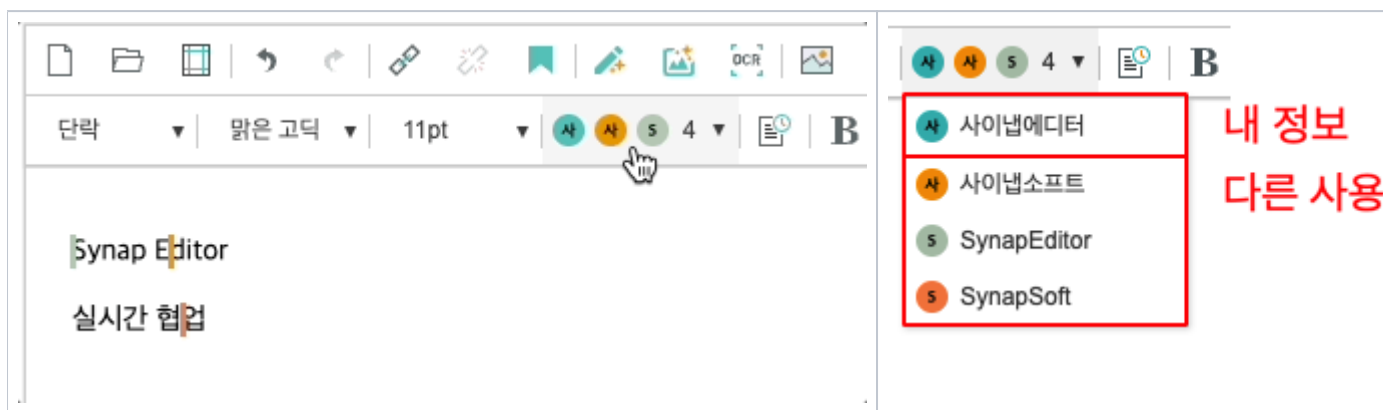 OCR
단락 맑은 고딕 11pt 사 사 S 4 B
Synap Editor
실시간 협업
사 사 S 4 B
사 사이냅에디터
내 정보
사 사이냅소프트
다른 사용
S SynapEditor
S SynapSoft